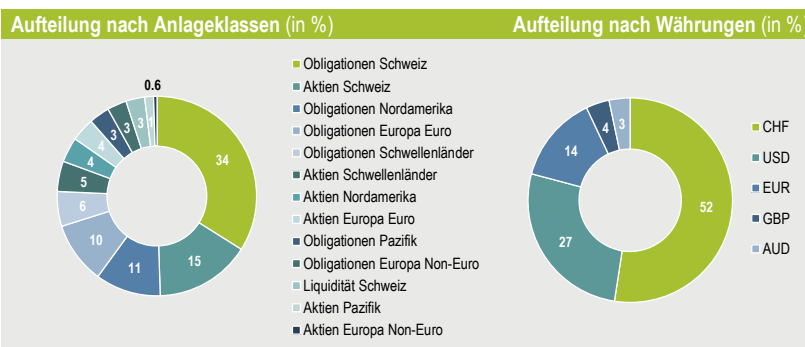 Aufteilung nach Anlageklassen (in %)
0.6
34
15
11
10
6
5
4
4
3
3
3
1
Obligationen Schweiz
Aktien Schweiz
Obligationen Nordamerika
Obligationen Europa Euro
Obligationen Schwellenländer
Aktien Schwellenländer
Aktien Nordamerika
Aktien Europa Euro
Obligationen Pazifik
Obligationen Europa Non-Euro
Liquidität Schweiz
Aktien Pazifik
Aktien Europa Non-Euro
Aufteilung nach Währungen (in %)
52
27
14
4
3
CHF
USD
EUR
GBP
AUD